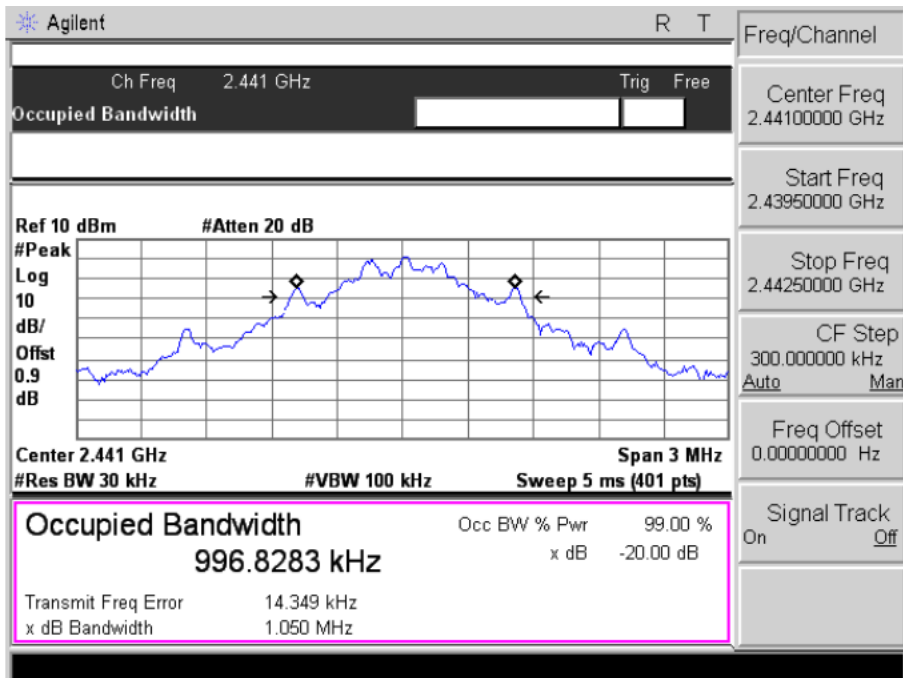 Agilent R T
Ch Freq 2.441 GHz Trig Free
Occupied Bandwidth
Ref 10 dBm #Atten 20 dB
#Peak
Log
10
dB/
Offst
0.9
dB
Center 2.441 GHz Span 3 MHz
#Res BW 30 kHz #VBW 100 kHz Sweep 5 ms (401 pts)
Occupied Bandwidth Occ BW % Pwr 99.00 %
996.8283 kHz x dB -20.00 dB
Transmit Freq Error 14.349 kHz
x dB Bandwidth 1.050 MHz
Freq/Channel
Center Freq
2.44100000 GHz
Start Freq
2.43950000 GHz
Stop Freq
2.44250000 GHz
CF Step
300.000000 kHz
Auto Man
Freq Offset
0.00000000 Hz
Signal Track
On Off